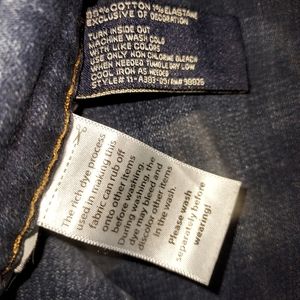 COTTON 1% ELASTANE
EXCLUSIVE OF DECORATION
TURN INSIDE OUT
MACHINE WASH COLD
WITH LIKE COLORS
USE ONLY NON CHLORINE BLEACH
WHEN NEEDED TUMBLE DRY LOW
COOL IRON AS NEEDED
The rich dye process
used in making this
fabric can rub off
onto other items
before washing.
During washing, the
dye may bleed and
discolor other items
in the wash.
Please wash
separately before
wearing!